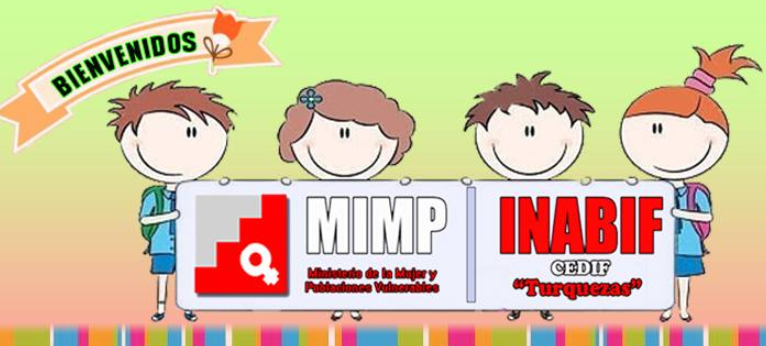 BIENVENIDOS
MIMP
Ministerio de la Mujer y
Poblaciones Vulnerables
INABIF
CEDIF
“Turquezas”